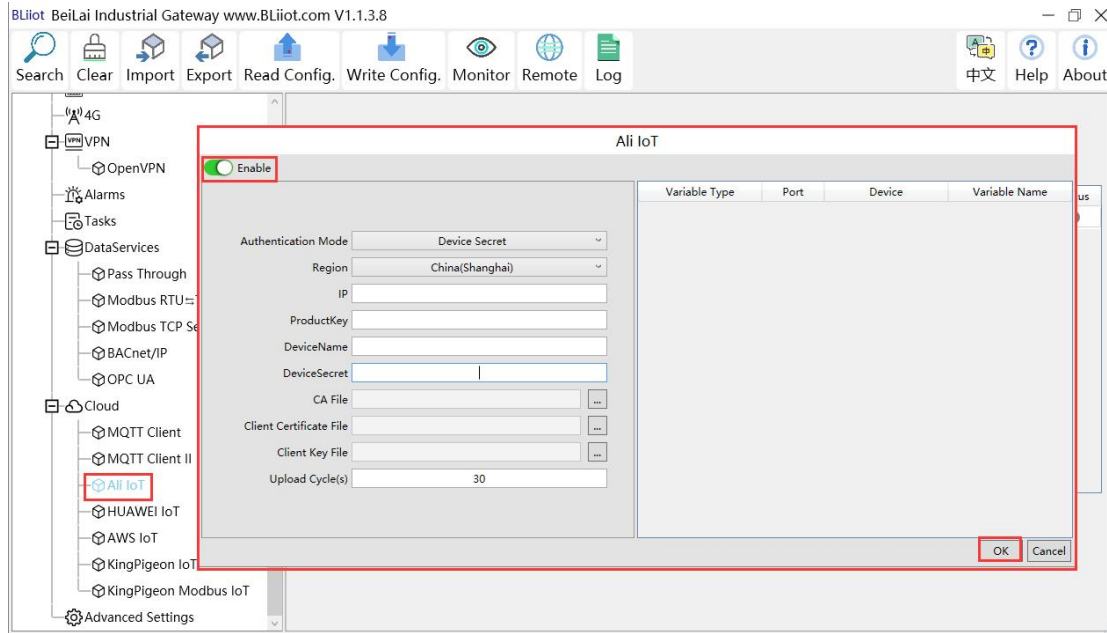 BLiiot BeiLai Industrial Gateway www.BLiiot.com V1.1.3.8
Search Clear Import Export Read Config. Write Config. Monitor Remote Log 中文 Help About
4G
VPN
OpenVPN
Alarms
Tasks
DataServices
Pass Through
Modbus RTU⇆
Modbus TCP Se
BACnet/IP
OPC UA
Cloud
MQTT Client
MQTT Client II
Ali IoT
HUAWEI IoT
AWS IoT
KingPigeon IoT
KingPigeon Modbus IoT
Advanced Settings
Ali IoT
Enable
Authentication Mode Device Secret
Region China(Shanghai)
IP
ProductKey
DeviceName
DeviceSecret
CA File ...
Client Certificate File ...
Client Key File ...
Upload Cycle(s) 30
Variable Type Port Device Variable Name
us
OK Cancel